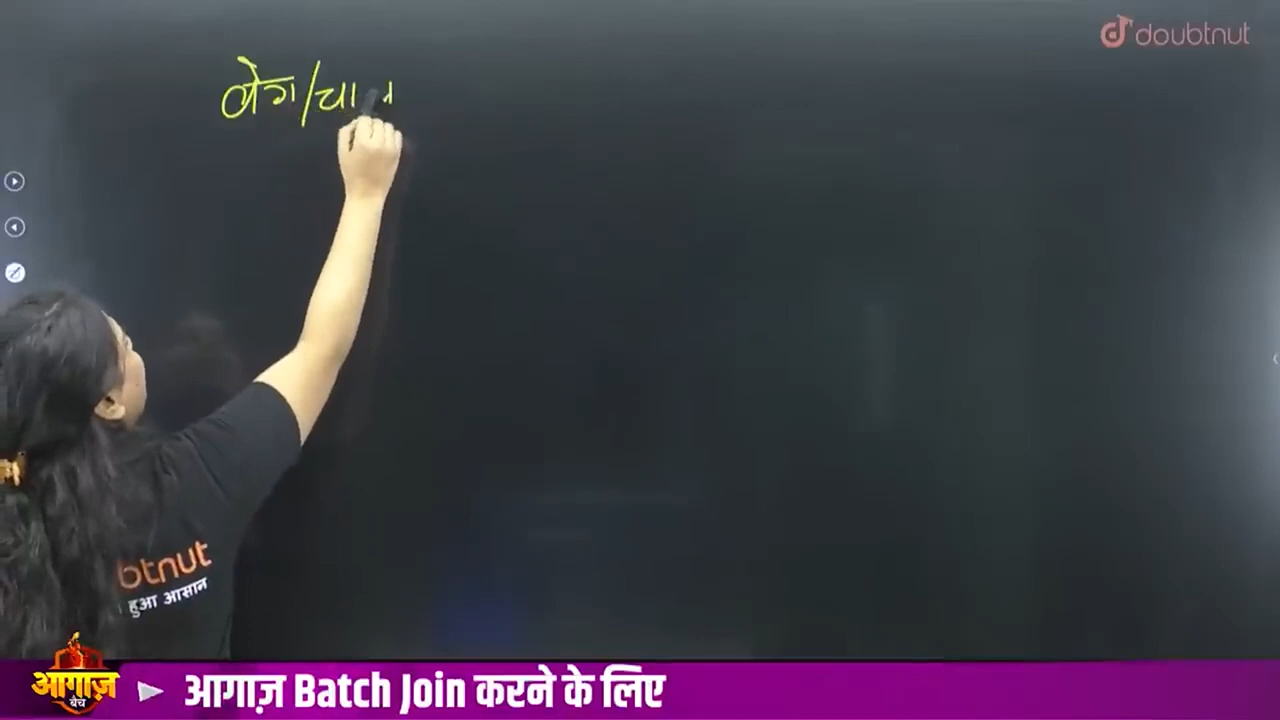 doubtnut
वेग/चा
btnut
हुआ आसान
आगाज़
बैच
आगाज़ Batch Join करने के लिए